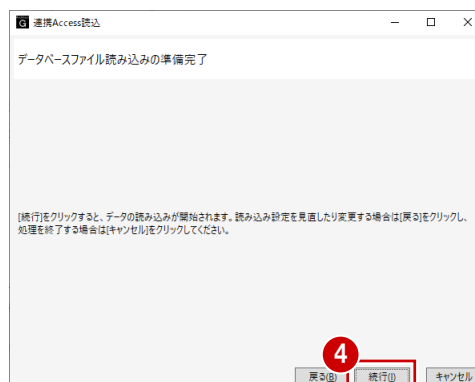 G 連携Access読込
データベースファイル読み込みの準備完了
[続行]をクリックすると、データの読み込みが開始されます。読み込み設定を見直したり変更する場合は[戻る]をクリックし、
処理を終了する場合は[キャンセル]をクリックしてください。
4
戻る(B) 続行(I) キャンセル